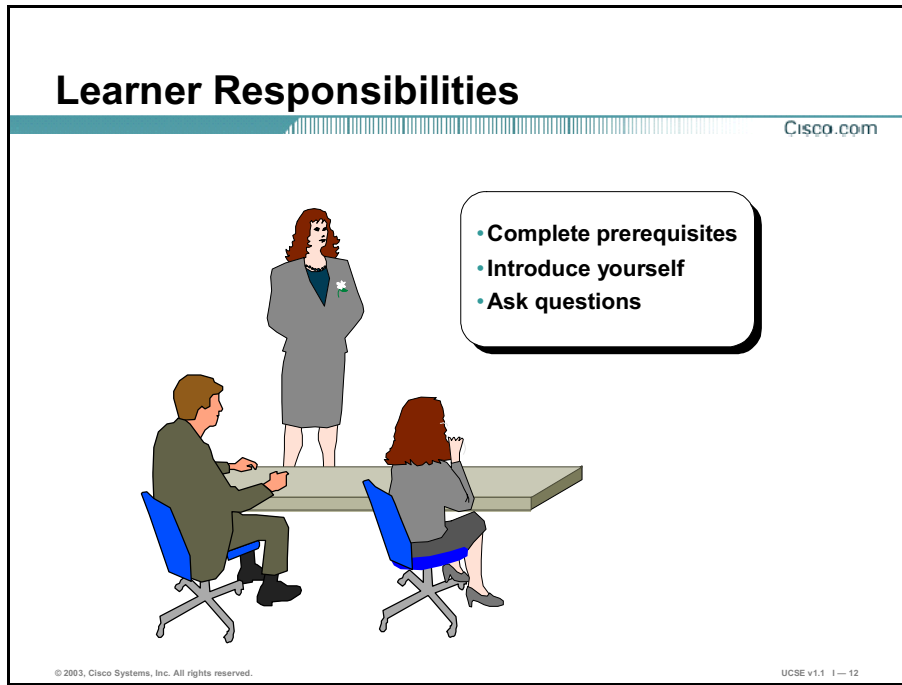 Learner Responsibilities
Cisco.com
•Complete prerequisites
•Introduce yourself
•Ask questions
© 2003, Cisco Systems, Inc. All rights reserved.
UCSE v1.1 I — 12